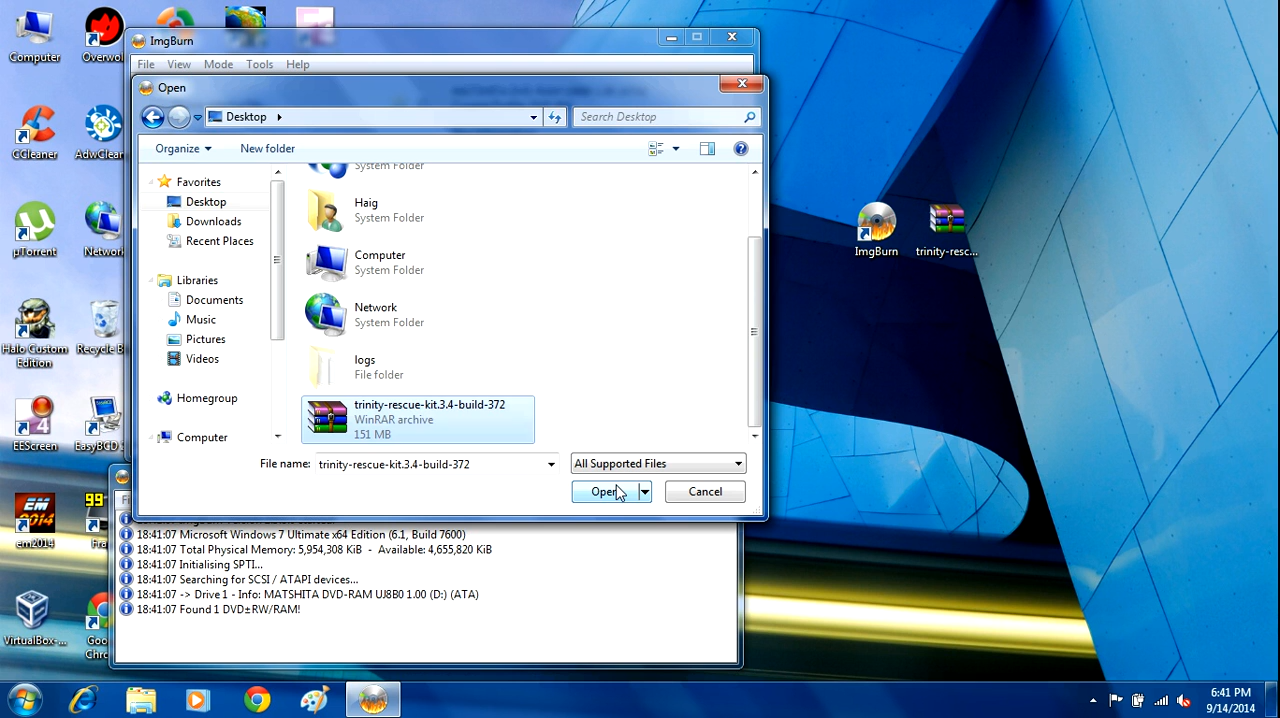 Computer
Overwol
ImgBurn
File View Mode Tools Help
Open
Desktop
Search Desktop
Organize
New folder
System Folder
Favorites
Desktop
Downloads
Recent Places
Libraries
Documents
Music
Pictures
Videos
Homegroup
Computer
Haig
System Folder
Computer
System Folder
Network
System Folder
logs
File folder
trinity-rescue-kit.3.4-build-372
WinRAR archive
151 MB
File name: trinity-rescue-kit.3.4-build-372
All Supported Files
Open
Cancel
18:41:07 Microsoft Windows 7 Ultimate x64 Edition (6.1, Build 7600)
18:41:07 Total Physical Memory: 5,954,308 KiB - Available: 4,655,820 KiB
18:41:07 Initialising SPTI...
18:41:07 Searching for SCSI / ATAPI devices...
18:41:07 -> Drive 1 - Info: MATSHITA DVD-RAM UJ8B0 1.00 (D:) (ATA)
18:41:07 Found 1 DVD±RW/RAM!
CCleaner
AdwClean
µTorrent
Network
Halo Custom
Edition
Recycle B
EEScreen
EasyBCD
EM
2014
em2014
99
Fra
VirtualBox-...
Goo
Chro
ImgBurn
trinity-resc...
6:41 PM
9/14/2014